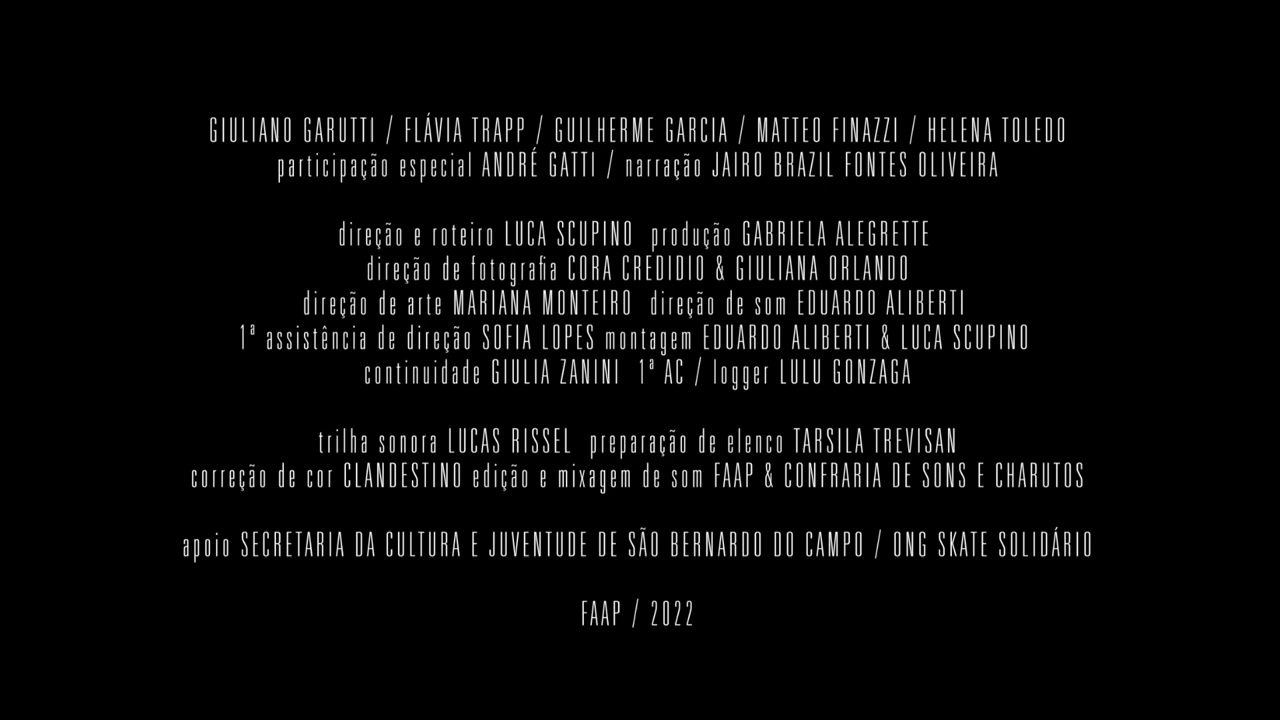 GIULIANO GARUTTI / FLÁVIA TRAPP / GUILHERME GARCIA / MATTEO FINAZZI / HELENA TOLEDO
participação especial ANDRÉ GATTI / narração JAIRO BRAZIL FONTES OLIVEIRA
direção e roteiro LUCA SCUPINO produção GABRIELA ALEGRETTE
direção de fotografia CORA CREDIDIO & GIULIANA ORLANDO
direção de arte MARIANA MONTEIRO direção de som EDUARDO ALIBERTI
1ª assistência de direção SOFIA LOPES montagem EDUARDO ALIBERTI & LUCA SCUPINO
continuidade GIULIA ZANINI 1ª AC / logger LULU GONZAGA
trilha sonora LUCAS RISSEL preparação de elenco TARSILA TREVISAN
correção de cor CLANDESTINO edição e mixagem de som FAAP & CONFRARIA DE SONS E CHARUTOS
apoio SECRETARIA DA CULTURA E JUVENTUDE DE SÃO BERNARDO DO CAMPO / ONG SKATE SOLIDÁRIO
FAAP / 2022